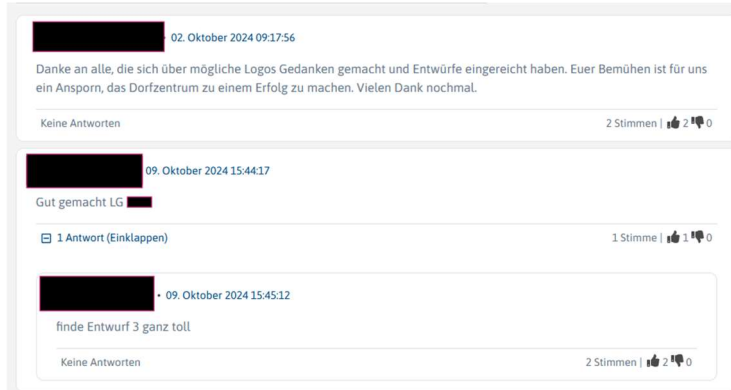 • 02. Oktober 2024 09:17:56
Danke an alle, die sich über mögliche Logos Gedanken gemacht und Entwürfe eingereicht haben. Euer Bemühen ist für uns
ein Ansporn, das Dorfzentrum zu einem Erfolg zu machen. Vielen Dank nochmal.
Keine Antworten 2 Stimmen | 2 0
09. Oktober 2024 15:44:17
Gut gemacht LG
1 Antwort (Einklappen) 1 Stimme | 1 0
• 09. Oktober 2024 15:45:12
finde Entwurf 3 ganz toll
Keine Antworten 2 Stimmen | 2 0